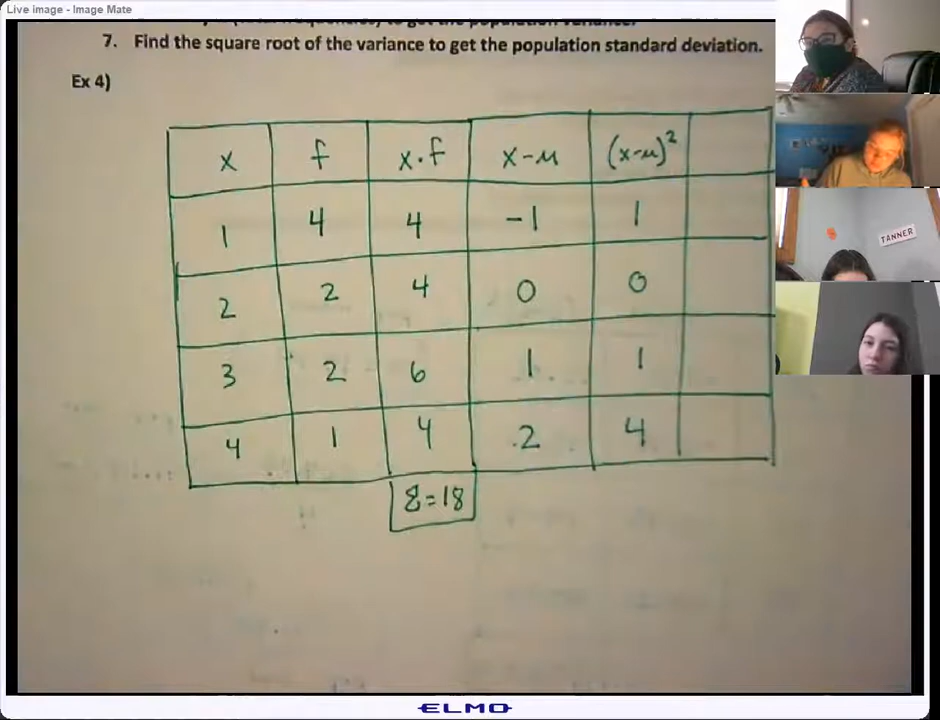 Live image - Image Mate
7. Find the square root of the variance to get the population standard deviation.
Ex 4)
x f x·f x-μ (x-μ)²
1 4 4 -1 1
2 2 4 0 0
3 2 6 1 1
4 1 4 2 4
Σ=18
TANNER
ELMO